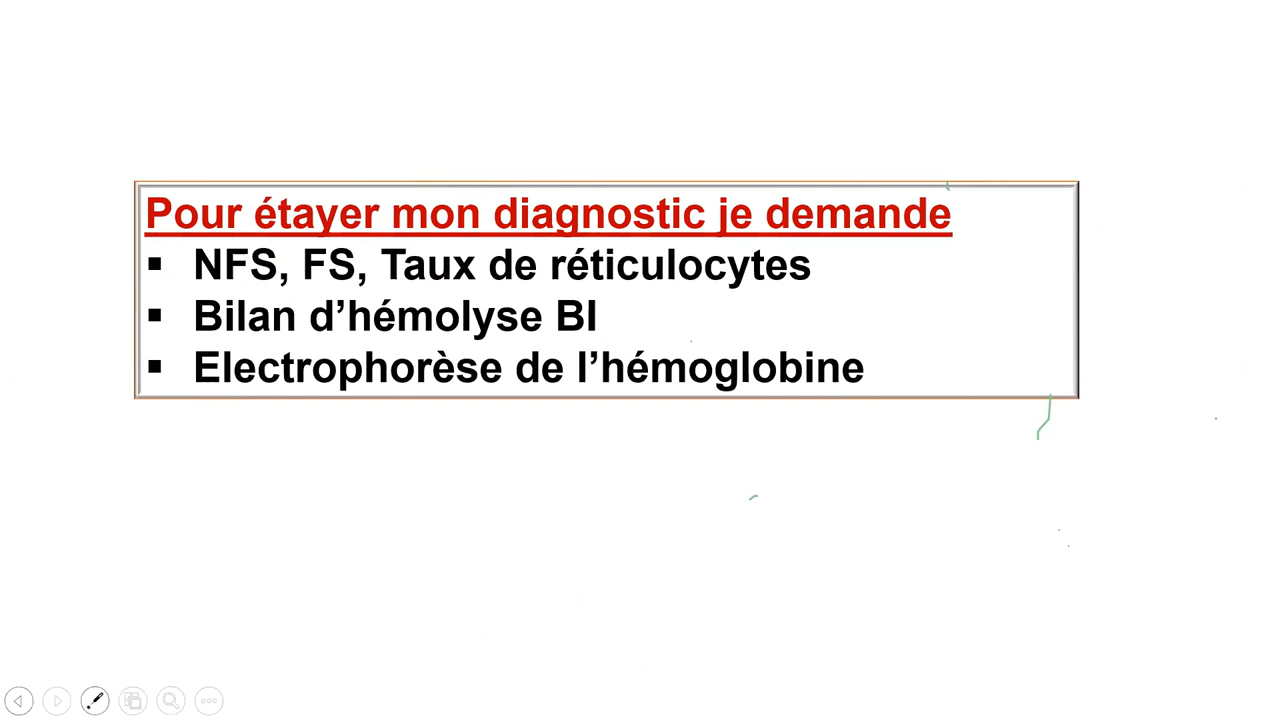 Pour étayer mon diagnostic je demande
▪ NFS, FS, Taux de réticulocytes
▪ Bilan d’hémolyse BI
▪ Electrophorèse de l’hémoglobine